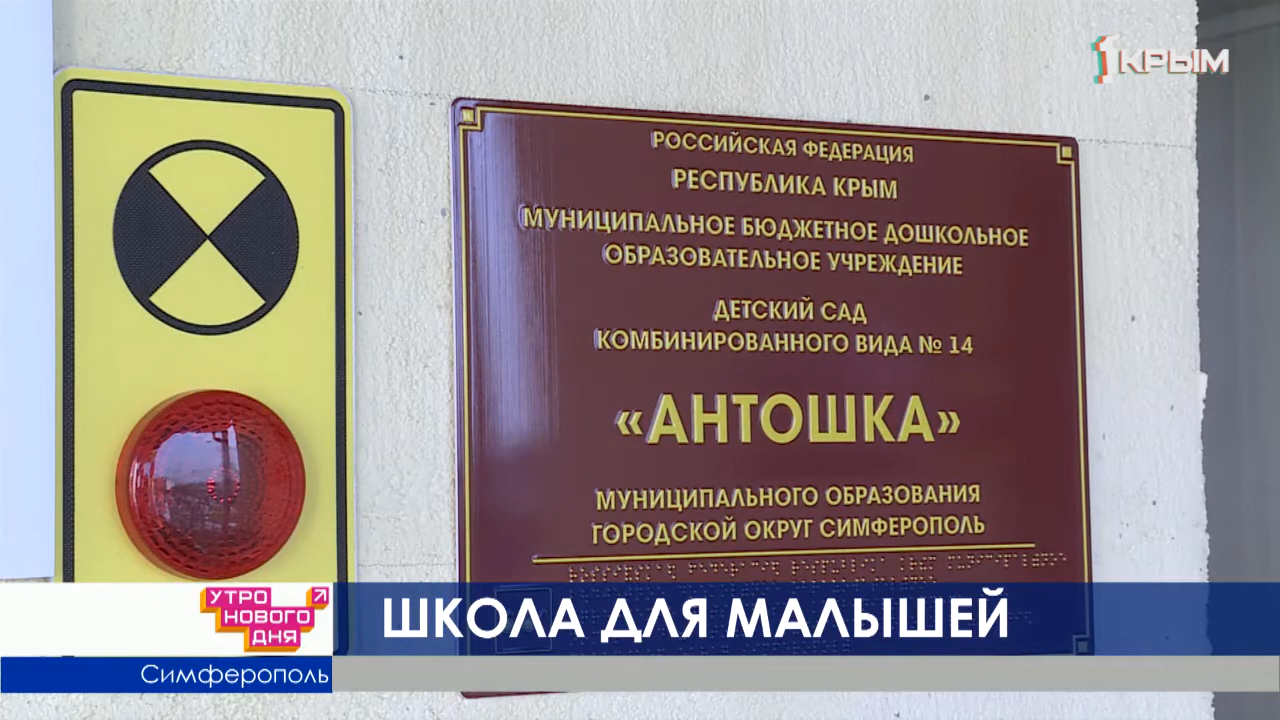 1КРЫМ
РОССИЙСКАЯ ФЕДЕРАЦИЯ
РЕСПУБЛИКА КРЫМ
МУНИЦИПАЛЬНОЕ БЮДЖЕТНОЕ ДОШКОЛЬНОЕ
ОБРАЗОВАТЕЛЬНОЕ УЧРЕЖДЕНИЕ
ДЕТСКИЙ САД
КОМБИНИРОВАННОГО ВИДА № 14
«АНТОШКА»
МУНИЦИПАЛЬНОГО ОБРАЗОВАНИЯ
ГОРОДСКОЙ ОКРУГ СИМФЕРОПОЛЬ
УТРО
НОВОГО
ДНЯ
ШКОЛА ДЛЯ МАЛЫШЕЙ
Симферополь